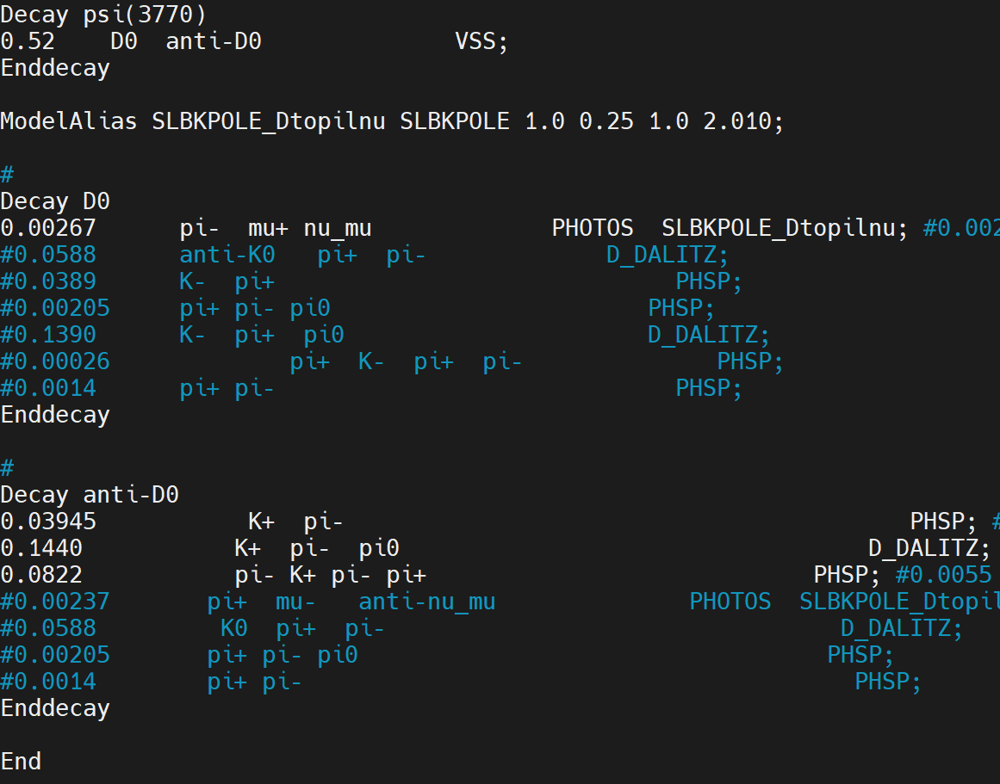 Decay psi(3770)
0.52    D0  anti-D0              VSS;
Enddecay
ModelAlias SLBKPOLE_Dtopilnu SLBKPOLE 1.0 0.25 1.0 2.010;
#
Decay D0
0.00267      pi-  mu+ nu_mu             PHOTOS  SLBKPOLE_Dtopilnu; #0.002
#0.0588      anti-K0   pi+  pi-             D_DALITZ;
#0.0389      K-  pi+                             PHSP;
#0.00205     pi+ pi- pi0                       PHSP;
#0.1390      K-  pi+  pi0                      D_DALITZ;
#0.00026             pi+  K-  pi+  pi-              PHSP;
#0.0014      pi+ pi-                             PHSP;
Enddecay
#
Decay anti-D0
0.03945           K+  pi-                                         PHSP; #
0.1440           K+  pi-  pi0                                  D_DALITZ;
0.0822           pi- K+ pi- pi+                            PHSP; #0.0055
#0.00237       pi+  mu-   anti-nu_mu              PHOTOS  SLBKPOLE_Dtopil
#0.0588         K0  pi+  pi-                                 D_DALITZ;
#0.00205       pi+ pi- pi0                                  PHSP;
#0.0014        pi+ pi-                                        PHSP;
Enddecay
End